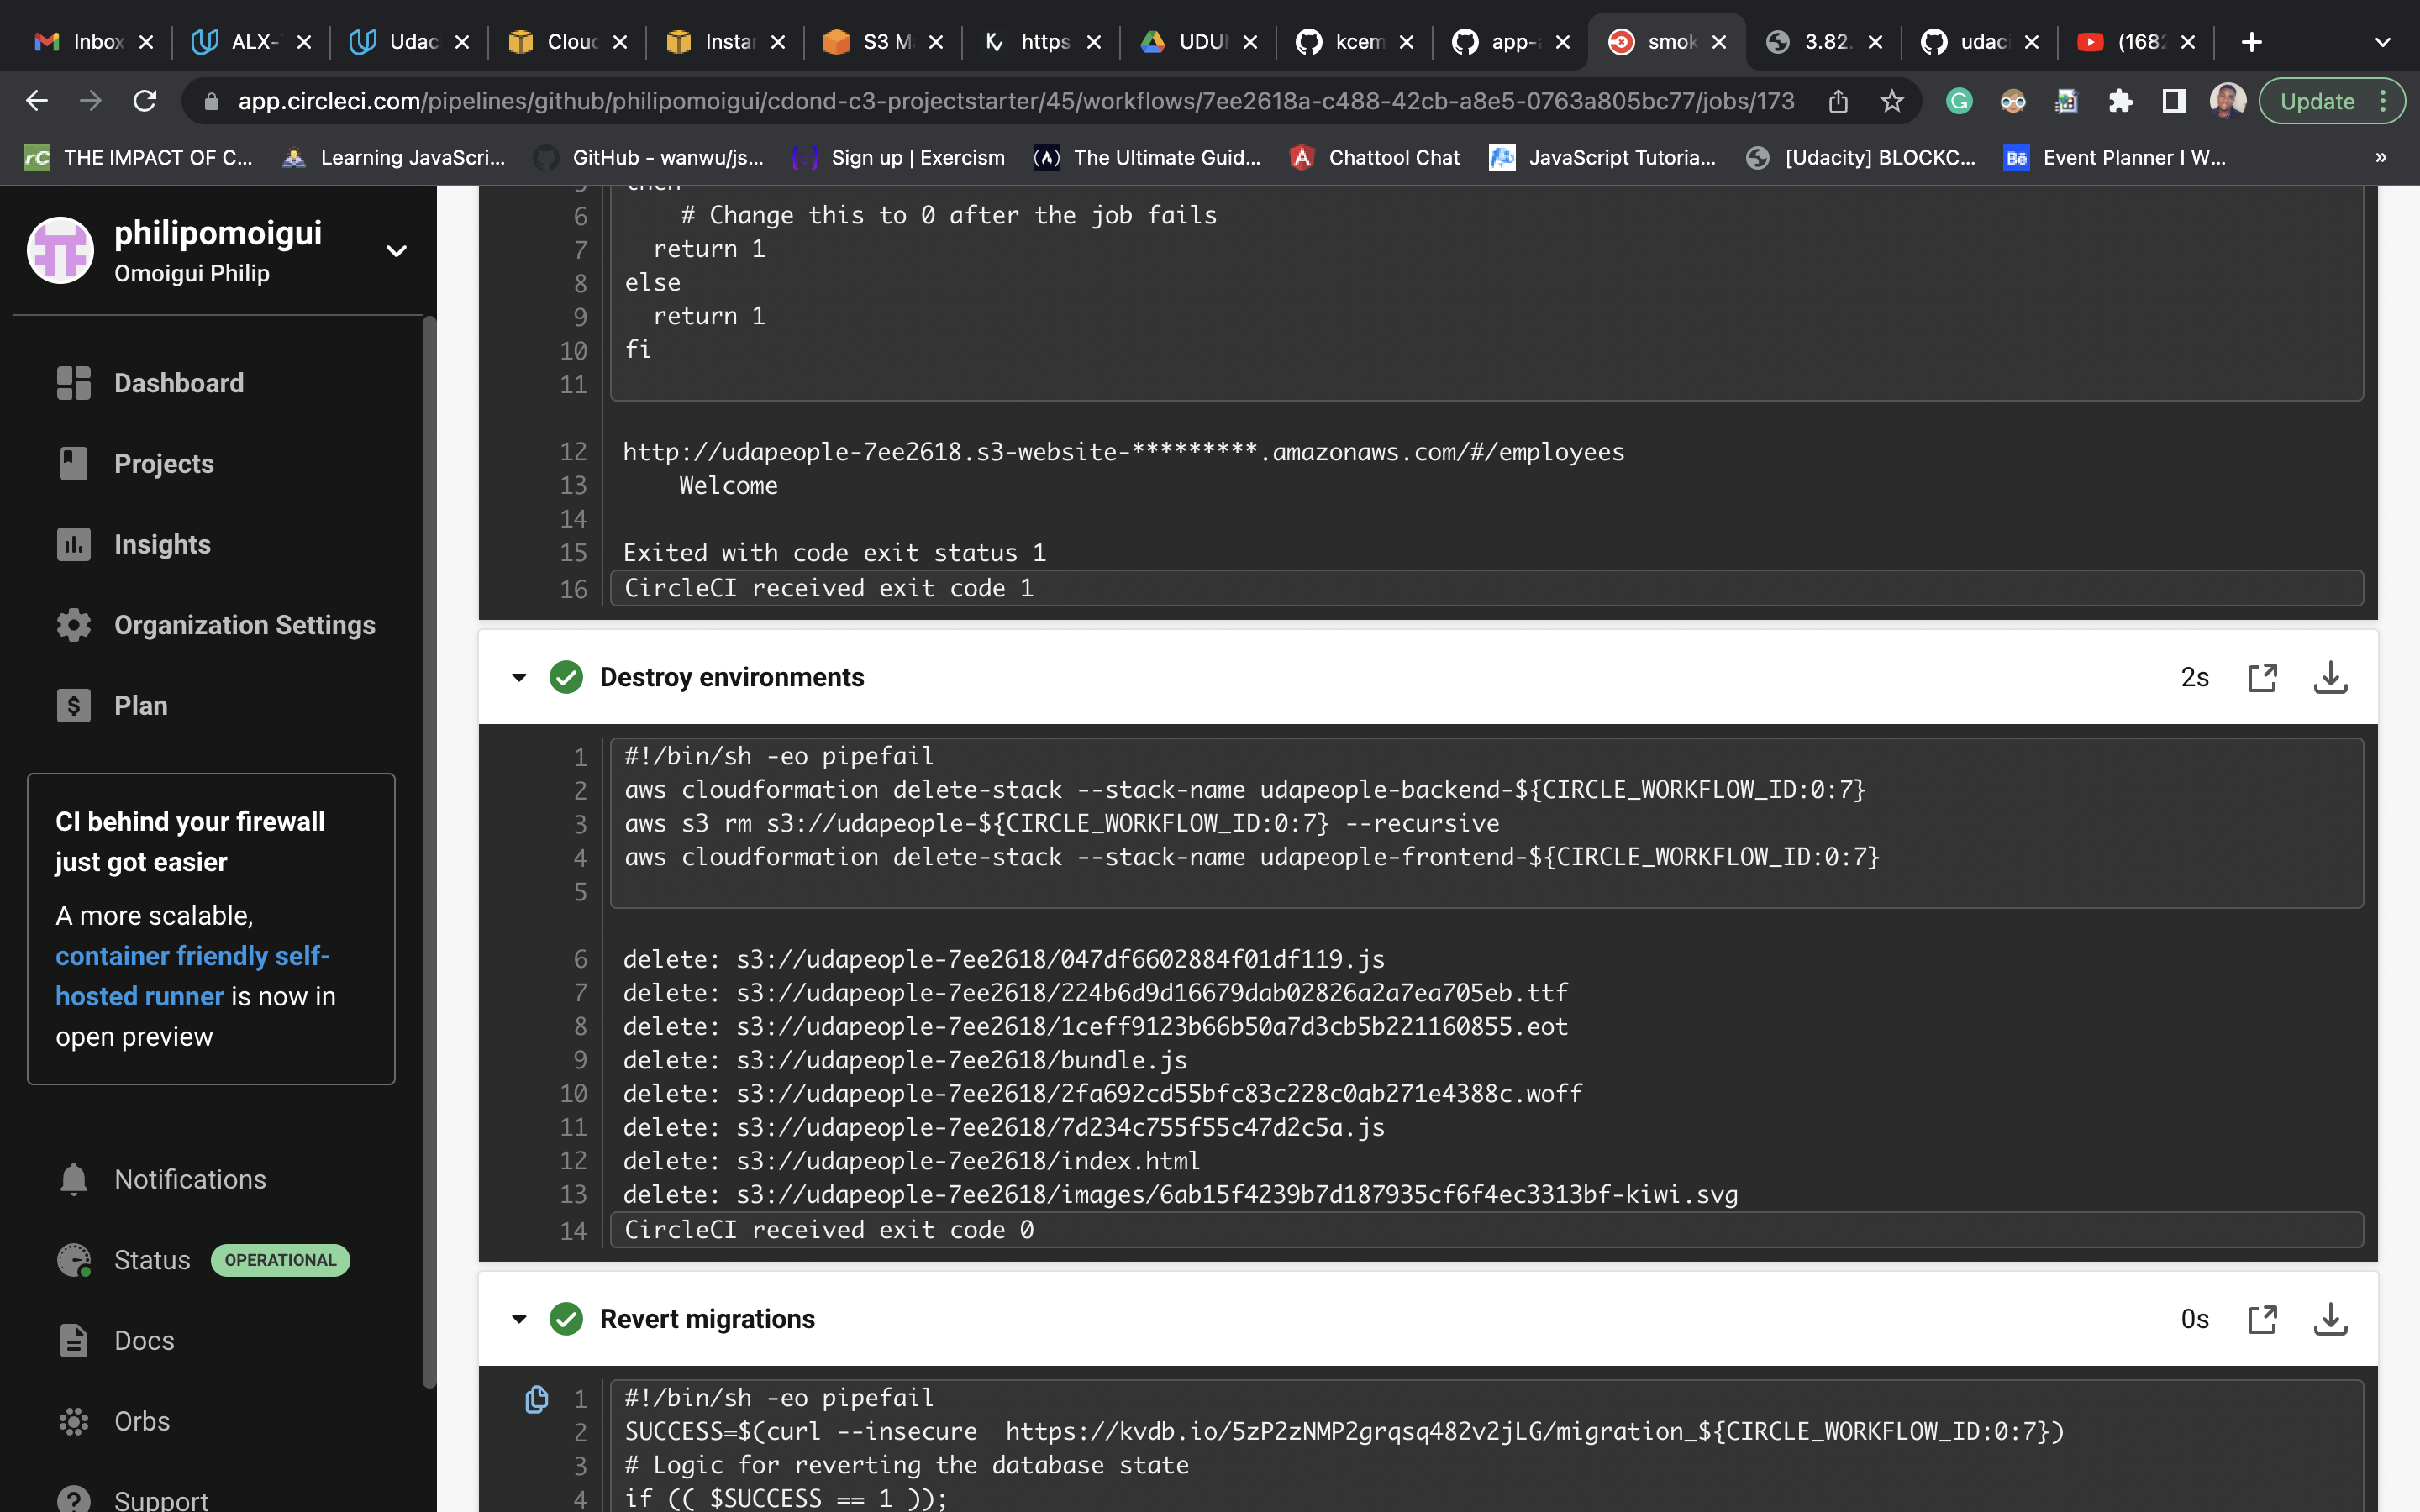 Inbox
ALX-
Udac
Clouc
Instar
S3 M
https
UDU
kcem
app-
smok
3.82.
udaci
(1682
app.circleci.com/pipelines/github/philipomoigui/cdond-c3-projectstarter/45/workflows/7ee2618a-c488-42cb-a8e5-0763a805bc77/jobs/173
Update
THE IMPACT OF C...
Learning JavaScri...
GitHub - wanwu/js...
Sign up | Exercism
The Ultimate Guid...
Chattool Chat
JavaScript Tutoria...
[Udacity] BLOCKC...
Event Planner I W...
»
philipomoigui
Omoigui Philip
Dashboard
Projects
Insights
Organization Settings
Plan
CI behind your firewall
just got easier
A more scalable,
container friendly self-
hosted runner is now in
open preview
Notifications
Status OPERATIONAL
Docs
Orbs
Support
5 then
6 # Change this to 0 after the job fails
7 return 1
8 else
9 return 1
10 fi
11
12 http://udapeople-7ee2618.s3-website-*********.amazonaws.com/#/employees
13 Welcome
14
15 Exited with code exit status 1
16 CircleCI received exit code 1
Destroy environments 2s
1 #!/bin/sh -eo pipefail
2 aws cloudformation delete-stack --stack-name udapeople-backend-${CIRCLE_WORKFLOW_ID:0:7}
3 aws s3 rm s3://udapeople-${CIRCLE_WORKFLOW_ID:0:7} --recursive
4 aws cloudformation delete-stack --stack-name udapeople-frontend-${CIRCLE_WORKFLOW_ID:0:7}
5
6 delete: s3://udapeople-7ee2618/047df6602884f01df119.js
7 delete: s3://udapeople-7ee2618/224b6d9d16679dab02826a2a7ea705eb.ttf
8 delete: s3://udapeople-7ee2618/1ceff9123b66b50a7d3cb5b221160855.eot
9 delete: s3://udapeople-7ee2618/bundle.js
10 delete: s3://udapeople-7ee2618/2fa692cd55bfc83c228c0ab271e4388c.woff
11 delete: s3://udapeople-7ee2618/7d234c755f55c47d2c5a.js
12 delete: s3://udapeople-7ee2618/index.html
13 delete: s3://udapeople-7ee2618/images/6ab15f4239b7d187935cf6f4ec3313bf-kiwi.svg
14 CircleCI received exit code 0
Revert migrations 0s
1 #!/bin/sh -eo pipefail
2 SUCCESS=$(curl --insecure  https://kvdb.io/5zP2zNMP2grqsq482v2jLG/migration_${CIRCLE_WORKFLOW_ID:0:7})
3 # Logic for reverting the database state
4 if (( $SUCCESS == 1 ));